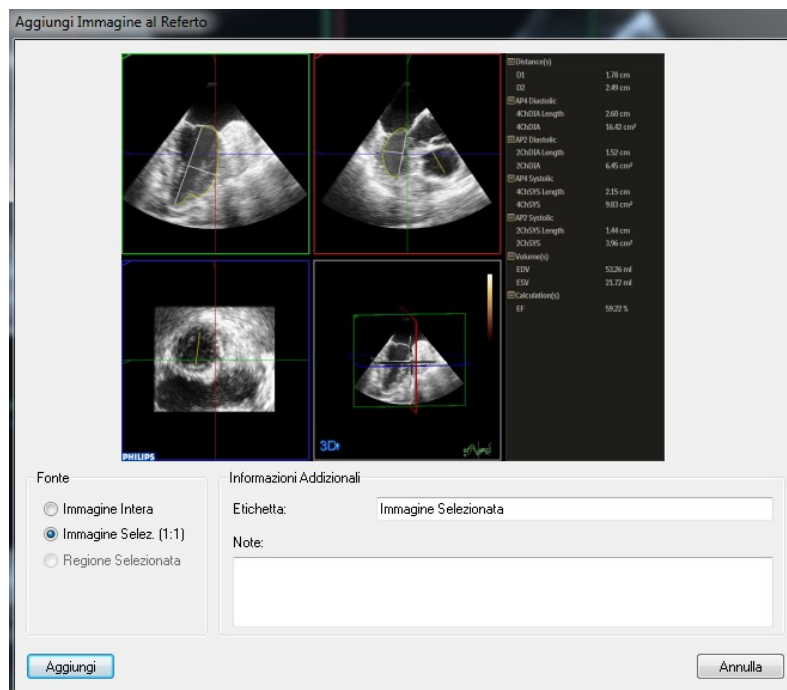 Aggiungi Immagine al Referto
Distance(s)
D1 1.78 cm
D2 2.49 cm
AP4 Diastolic
4ChDIA Length 2.60 cm
4ChDIA 16.42 cm²
AP2 Diastolic
2ChDIA Length 1.52 cm
2ChDIA 6.45 cm²
AP4 Systolic
4ChSYS Length 2.15 cm
4ChSYS 9.83 cm²
AP2 Systolic
2ChSYS Length 1.44 cm
2ChSYS 3.96 cm²
Volume(s)
EDV 53.26 ml
ESV 21.72 ml
Calculation(s)
EF 59.22 %
PHILIPS
3D
Fonte
Immagine Intera
Immagine Selez. (1:1)
Regione Selezionata
Informazioni Addizionali
Etichetta: Immagine Selezionata
Note:
Aggiungi
Annulla